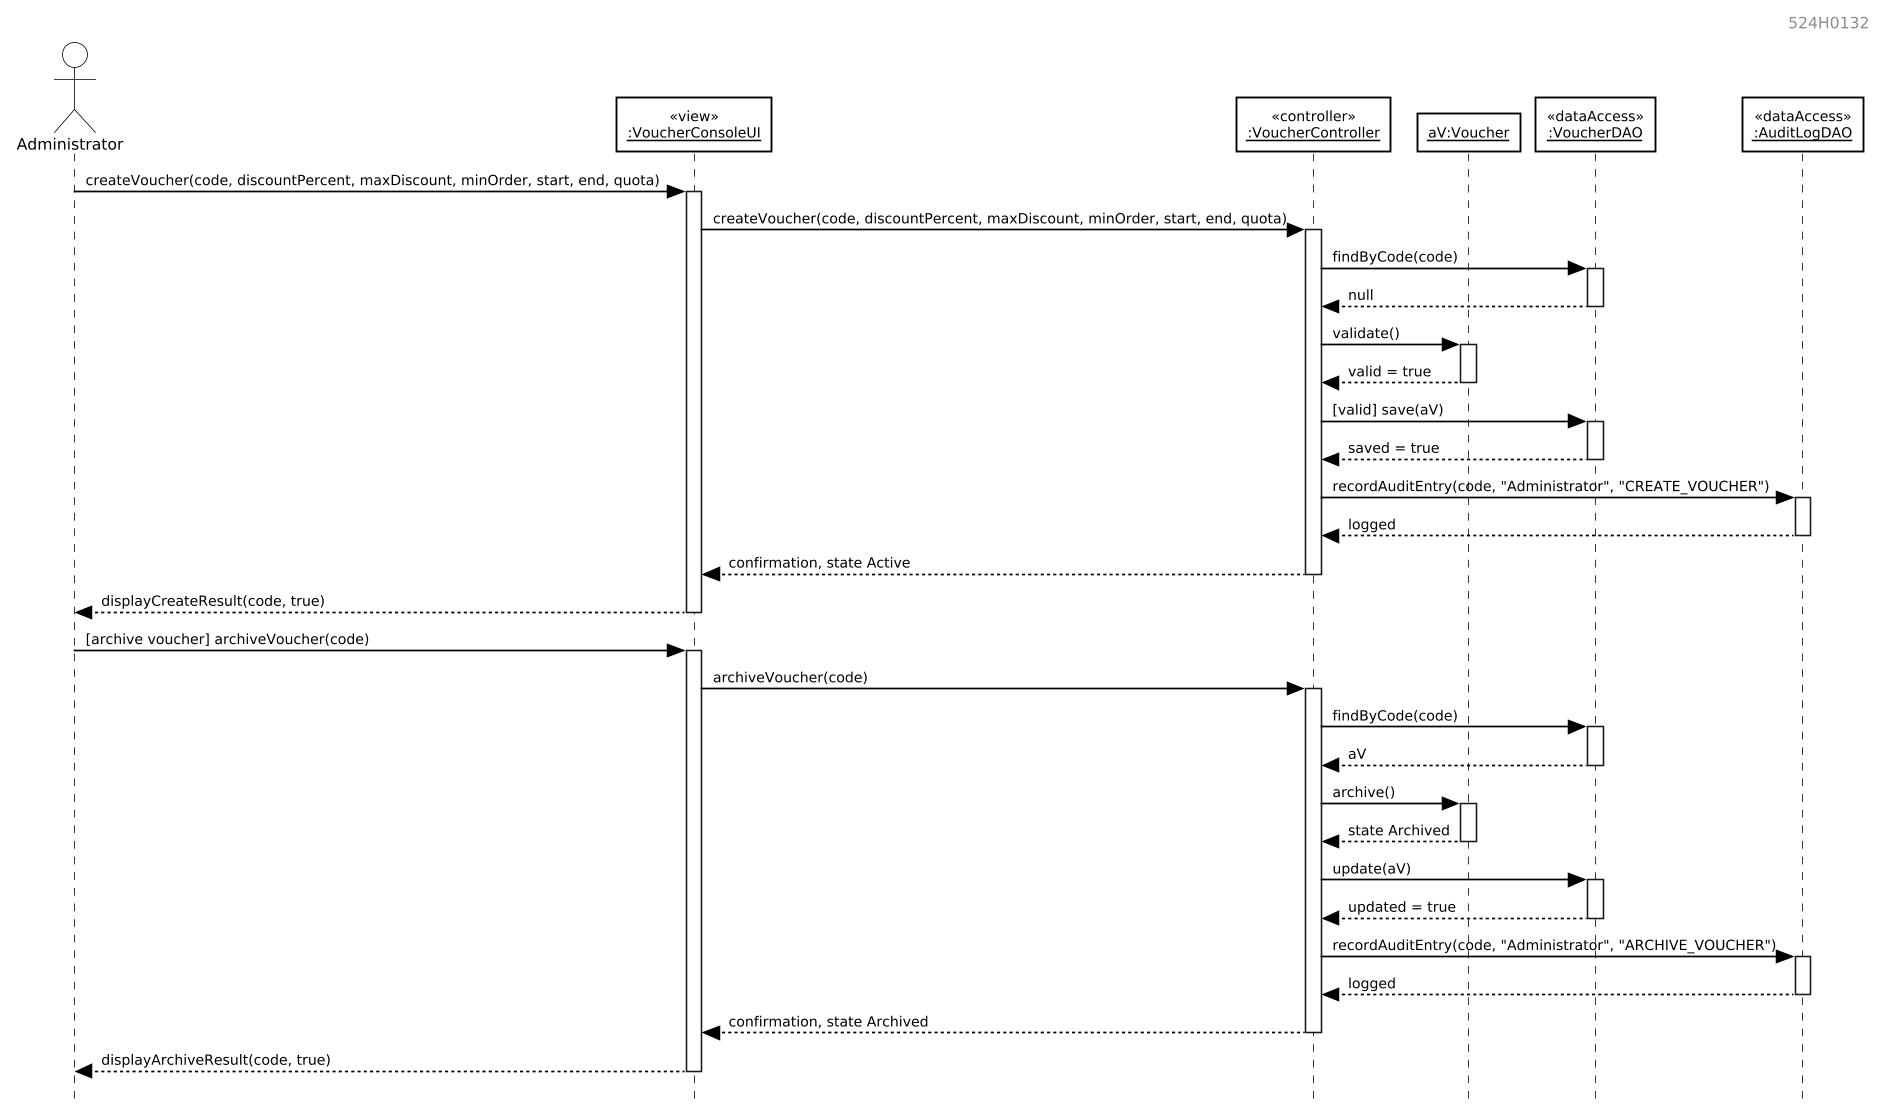 524H0132
Administrator
«view»
:VoucherConsoleUI
«controller»
:VoucherController
aV:Voucher
«dataAccess»
:VoucherDAO
«dataAccess»
:AuditLogDAO
createVoucher(code, discountPercent, maxDiscount, minOrder, start, end, quota)
createVoucher(code, discountPercent, maxDiscount, minOrder, start, end, quota)
findByCode(code)
null
validate()
valid = true
[valid] save(aV)
saved = true
recordAuditEntry(code, "Administrator", "CREATE_VOUCHER")
logged
confirmation, state Active
displayCreateResult(code, true)
[archive voucher] archiveVoucher(code)
archiveVoucher(code)
findByCode(code)
aV
archive()
state Archived
update(aV)
updated = true
recordAuditEntry(code, "Administrator", "ARCHIVE_VOUCHER")
logged
confirmation, state Archived
displayArchiveResult(code, true)